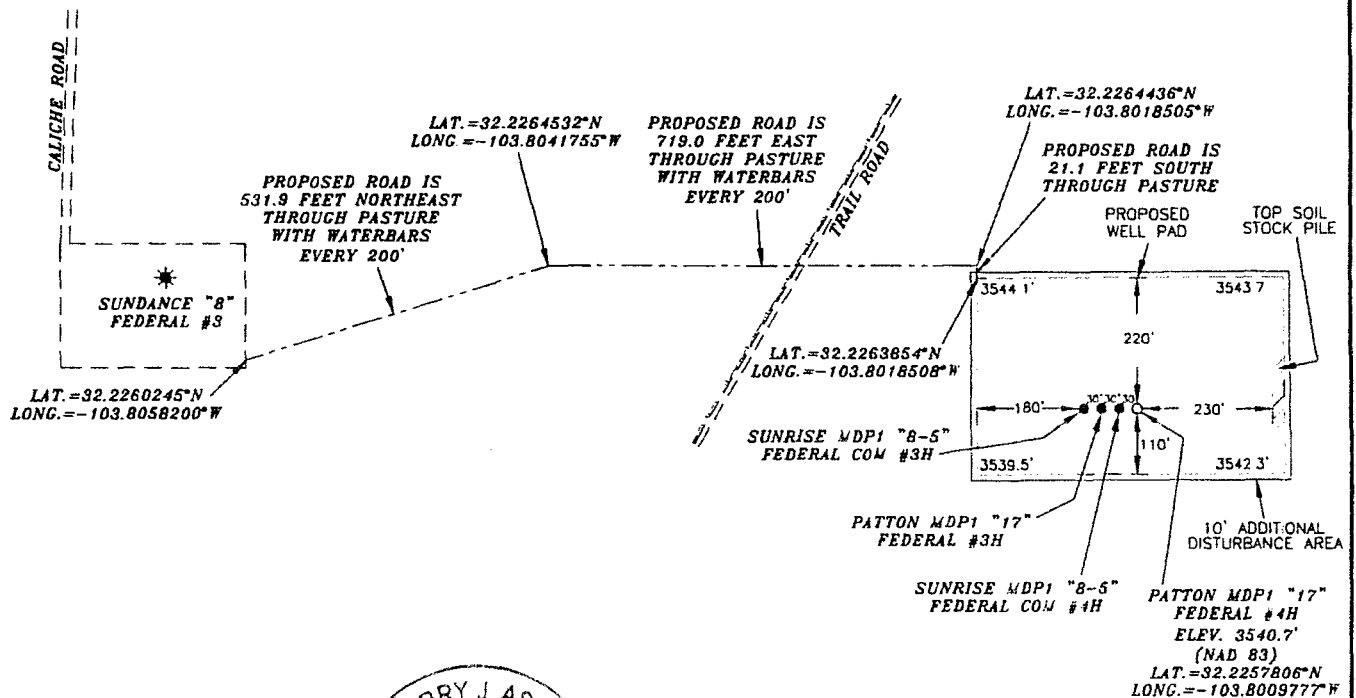 CALICHE ROAD
SUNDANCE "8"
FEDERAL #3
LAT.=32.2260245°N
LONG.=-103.8058200°W
PROPOSED ROAD IS
531.9 FEET NORTHEAST
THROUGH PASTURE
WITH WATERBARS
EVERY 200'
LAT.=32.2264532°N
LONG.=-103.8041755°W
PROPOSED ROAD IS
719.0 FEET EAST
THROUGH PASTURE
WITH WATERBARS
EVERY 200'
TRAIL ROAD
LAT.=32.2264436°N
LONG.=-103.8018505°W
PROPOSED ROAD IS
21.1 FEET SOUTH
THROUGH PASTURE
PROPOSED
WELL PAD
TOP SOIL
STOCK PILE
3544.1'
3543.7
220'
LAT.=32.2263854°N
LONG.=-103.8018508°W
180'
30'
30'
30'
230'
110'
3539.5'
3542.3'
SUNRISE MDP1 "8-5"
FEDERAL COM #3H
PATTON MDP1 "17"
FEDERAL #3H
SUNRISE MDP1 "8-5"
FEDERAL COM #4H
10' ADDITIONAL
DISTURBANCE AREA
PATTON MDP1 "17"
FEDERAL #4H
ELEV. 3540.7'
(NAD 83)
LAT.=32.2257806°N
LONG.=-103.8009777°W